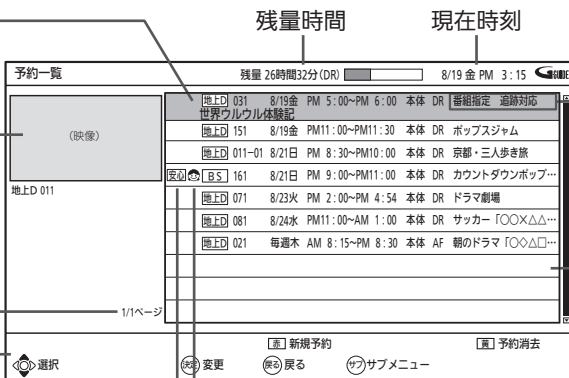 残量時間 現在時刻
予約一覧 残量 26時間32分(DR) 8/19 金 PM 3:15 G-GUIDE
地上D 031 8/19金 PM 5:00~PM 6:00 本体 DR 番組指定 追跡対応
世界ウルウル体験記
地上D 151 8/19金 PM11:00~PM11:30 本体 DR ポップスジャム
(映像)
地上D 011-01 8/21日 PM 8:30~PM10:00 本体 DR 京都・三人歩き旅
安心 BS 161 8/21日 PM 9:00~PM11:00 本体 DR カウントダウンポップ…
地上D 011
地上D 071 8/23火 PM 2:00~PM 4:54 本体 DR ドラマ劇場
地上D 081 8/24水 PM11:00~AM 1:00 本体 DR サッカー「○○×△△…
地上D 021 毎週木 AM 8:15~PM 8:30 本体 AF 朝のドラマ「○◇△□…
1/1ページ
赤 新規予約 黄 予約消去
選択 決定 変更 戻る 戻る サブ サブメニュー